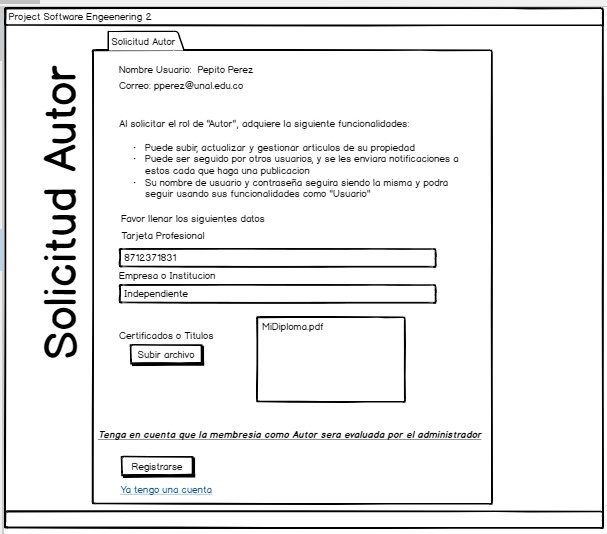 Project Software Engeenering 2
Solicitud Autor
Solicitud Autor
Nombre Usuario: Pepito Perez
Correo: pperez@unal.edu.co
Al solicitar el rol de "Autor", adquiere la siguiente funcionalidades:
· Puede subir, actualizar y gestionar articulos de su propiedad
· Puede ser seguido por otros usuarios, y se les enviara notificaciones a
estos cada que haga una publicacion
· Su nombre de usuario y contraseña seguira siendo la misma y podra
seguir usando sus funcionalidades como "Usuario"
Favor llenar los siguientes datos
Tarjeta Profesional
8712371831
Empresa o Institucion
Independiente
Certificados o Titulos
Subir archivo
MiDiploma.pdf
Tenga en cuenta que la membresia como Autor sera evaluada por el administrador
Registrarse
Ya tengo una cuenta